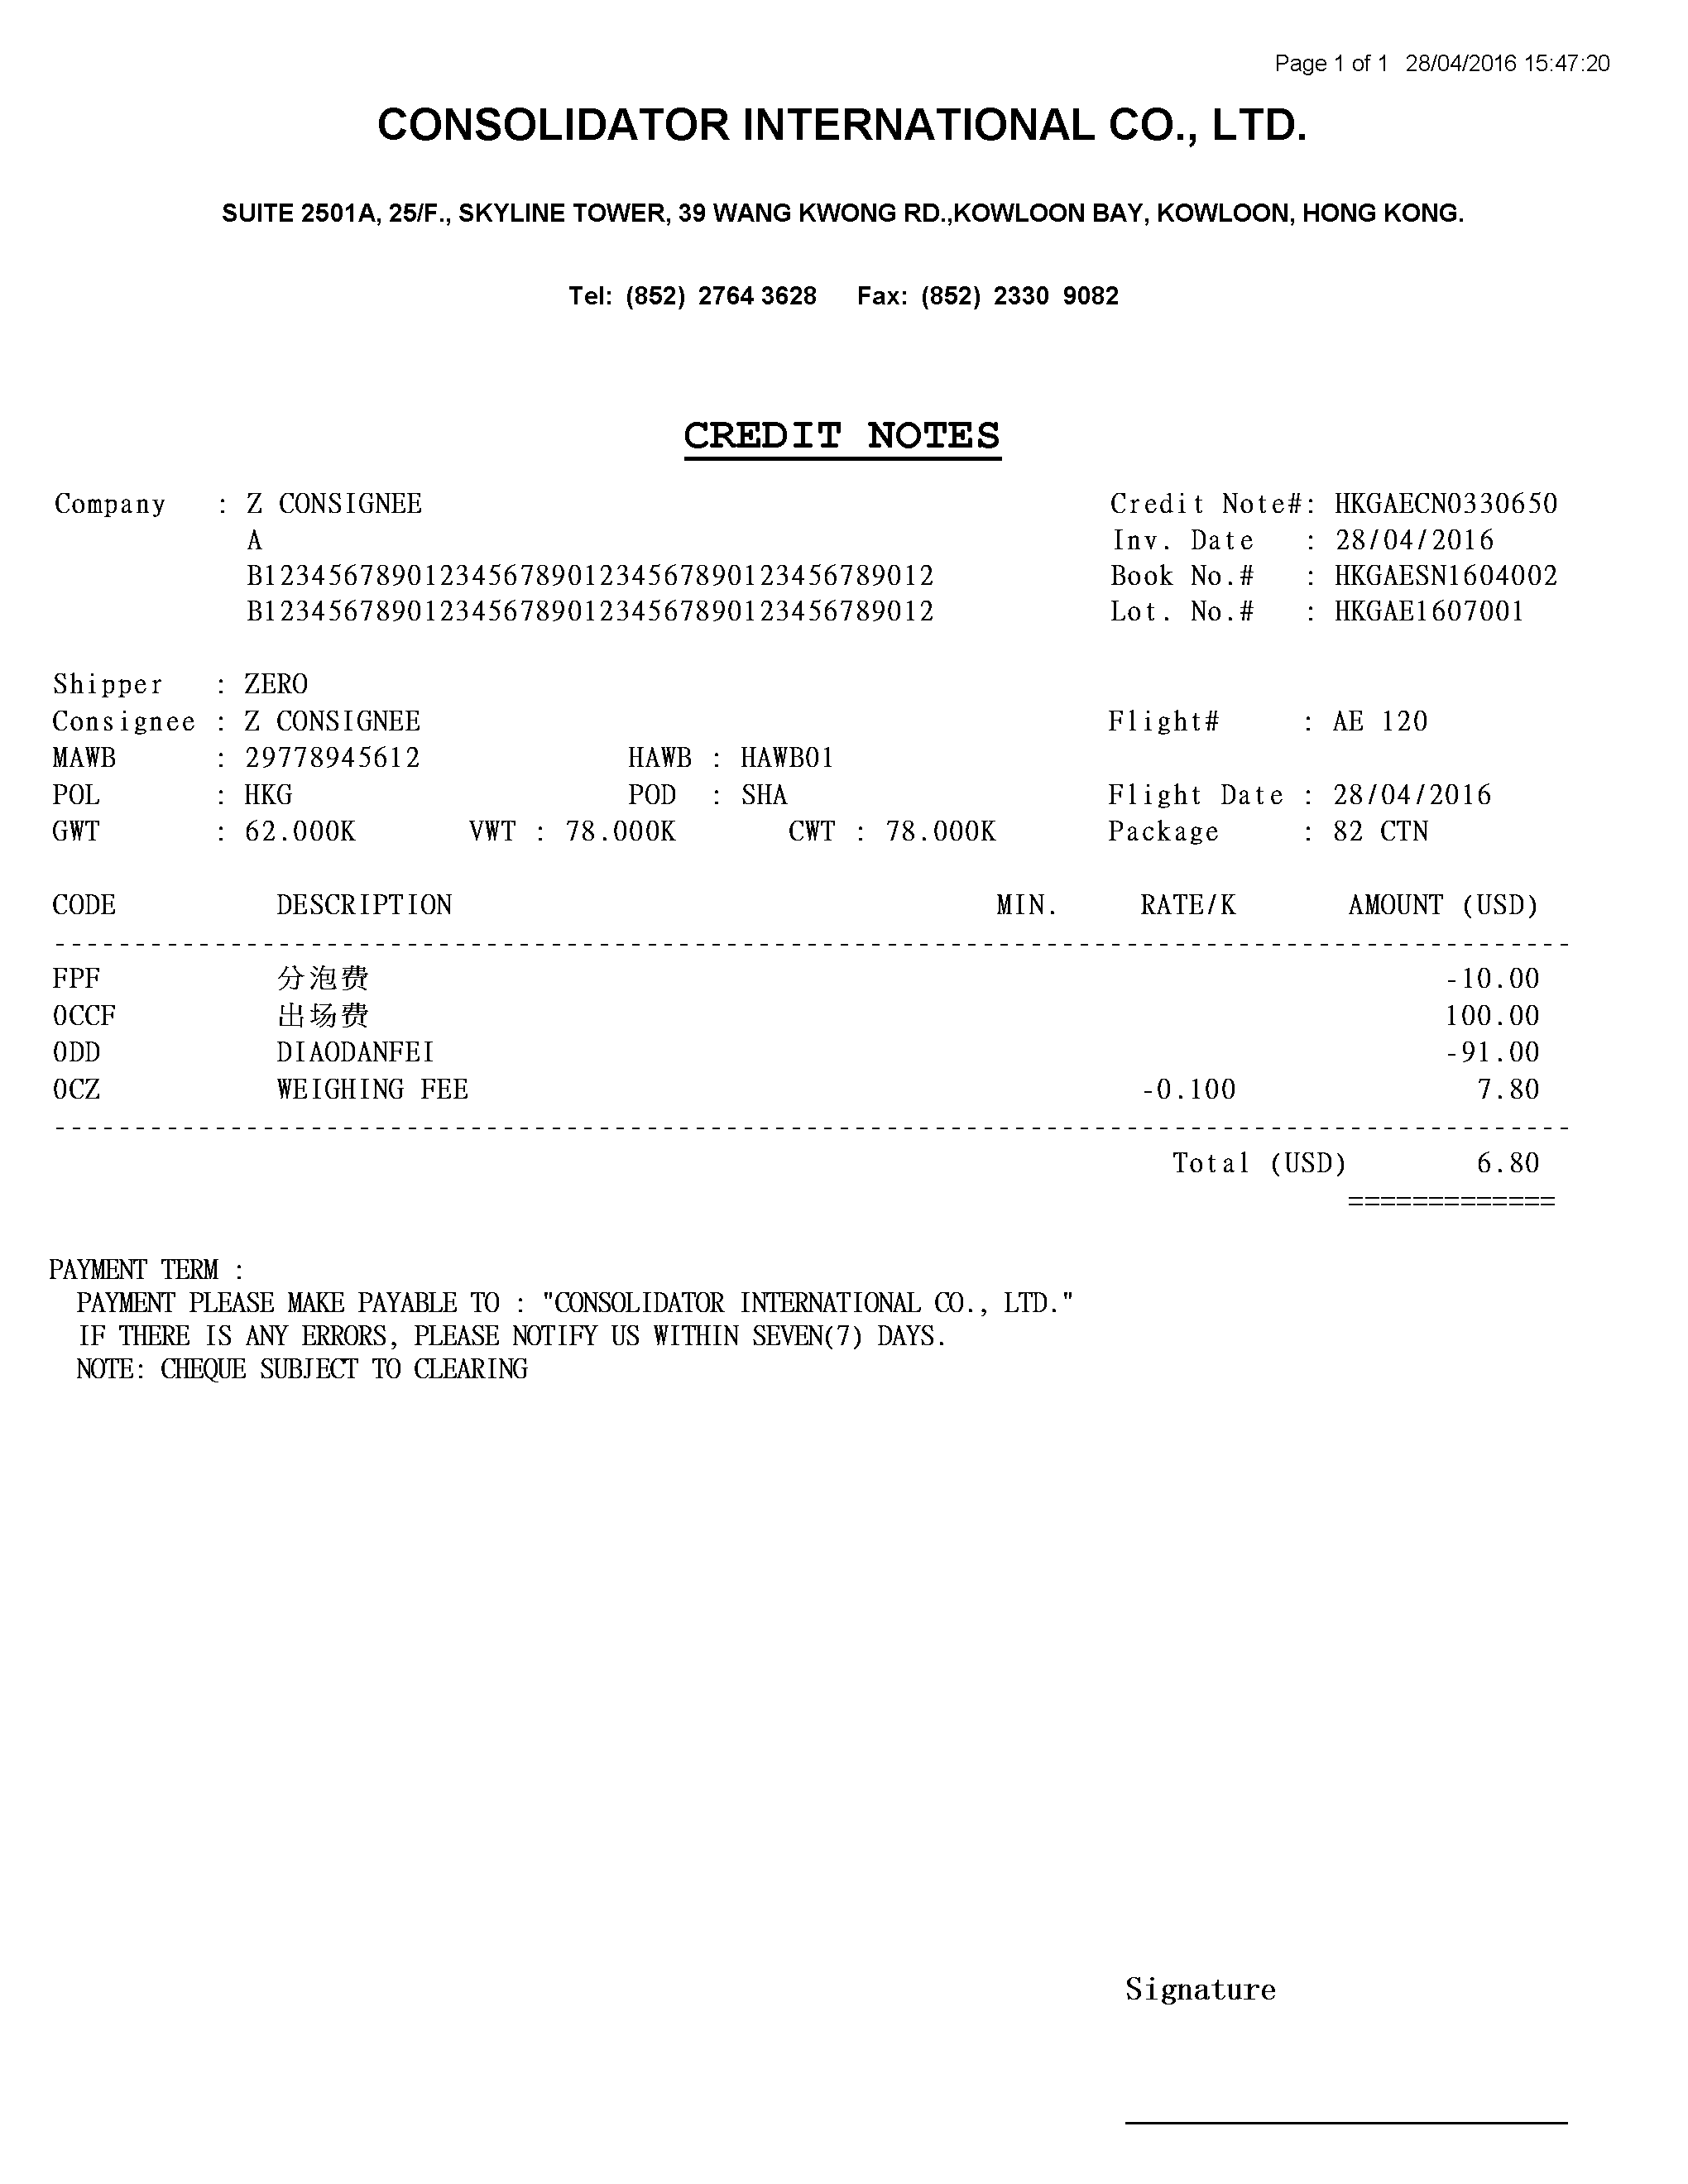 Page 1 of 1 28/04/2016 15:47:20
CONSOLIDATOR INTERNATIONAL CO., LTD.
SUITE 2501A, 25/F., SKYLINE TOWER, 39 WANG KWONG RD.,KOWLOON BAY, KOWLOON, HONG KONG.
Tel: (852) 2764 3628 Fax: (852) 2330 9082
CREDIT NOTES
Company : Z CONSIGNEE Credit Note#: HKGAECN0330650
A Inv. Date : 28/04/2016
B123456789012345678901234567890123456789012 Book No.# : HKGAESN1604002
B123456789012345678901234567890123456789012 Lot. No.# : HKGAE1607001
Shipper : ZERO
Consignee : Z CONSIGNEE Flight# : AE 120
MAWB : 29778945612 HAWB : HAWB01
POL : HKG POD : SHA Flight Date : 28/04/2016
GWT : 62.000K VWT : 78.000K CWT : 78.000K Package : 82 CTN
CODE DESCRIPTION MIN. RATE/K AMOUNT (USD)
FPF 分泡费 -10.00
OCCF 出场费 100.00
ODD DIAODANFEI -91.00
OCZ WEIGHING FEE -0.100 7.80
Total (USD) 6.80
=============
PAYMENT TERM :
PAYMENT PLEASE MAKE PAYABLE TO : "CONSOLIDATOR INTERNATIONAL CO., LTD."
IF THERE IS ANY ERRORS, PLEASE NOTIFY US WITHIN SEVEN(7) DAYS.
NOTE: CHEQUE SUBJECT TO CLEARING
Signature